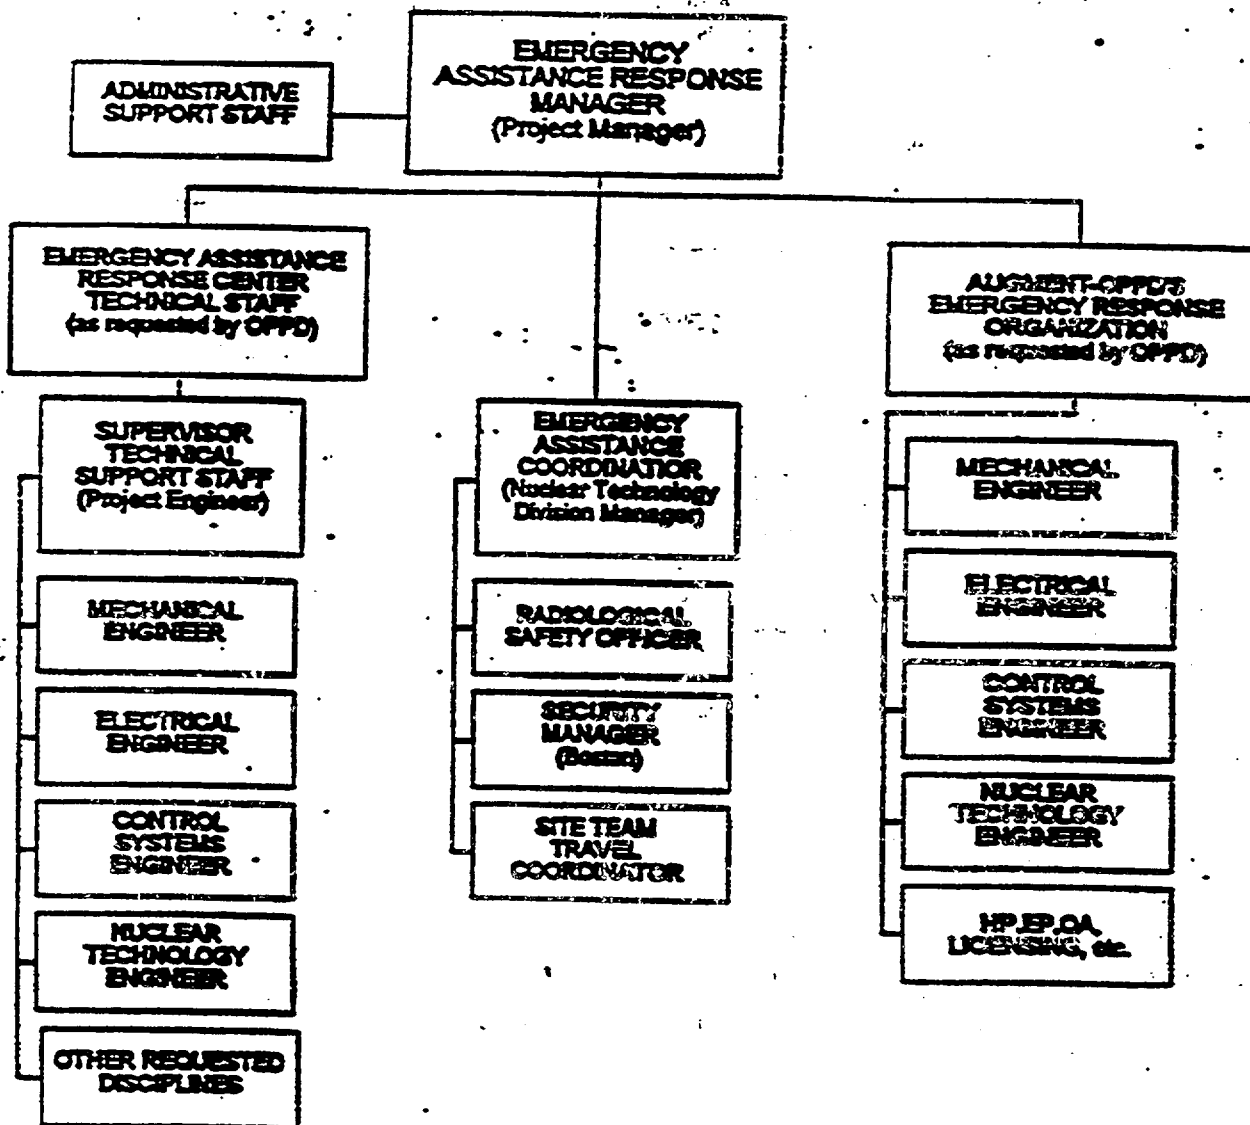 EMERGENCY
ASSISTANCE RESPONSE
MANAGER
(Project Manager)
ADMINISTRATIVE
SUPPORT STAFF
EMERGENCY ASSISTANCE
RESPONSE CENTER
TECHNICAL STAFF
(as requested by OPPD)
SUPERVISOR
TECHNICAL
SUPPORT STAFF
(Project Engineer)
MECHANICAL
ENGINEER
ELECTRICAL
ENGINEER
CONTROL
SYSTEMS
ENGINEER
NUCLEAR
TECHNOLOGY
ENGINEER
OTHER REQUESTED
DISCIPLINES
EMERGENCY
ASSISTANCE
COORDINATIOR
(Nuclear Technology
Division Manager)
RADIOLOGICAL
SAFETY OFFICER
SECURITY
MANAGER
(Boston)
SITE TEAM
TRAVEL
COORDINATOR
AUGMENT-OPPD'S
EMERGENCY RESPONSE
ORGANIZATION
(as requested by OPPD)
MECHANICAL
ENGINEER
ELECTRICAL
ENGINEER
CONTROL
SYSTEMS
ENGINEER
NUCLEAR
TECHNOLOGY
ENGINEER
HP,EP,QA,
LICENSING, etc.